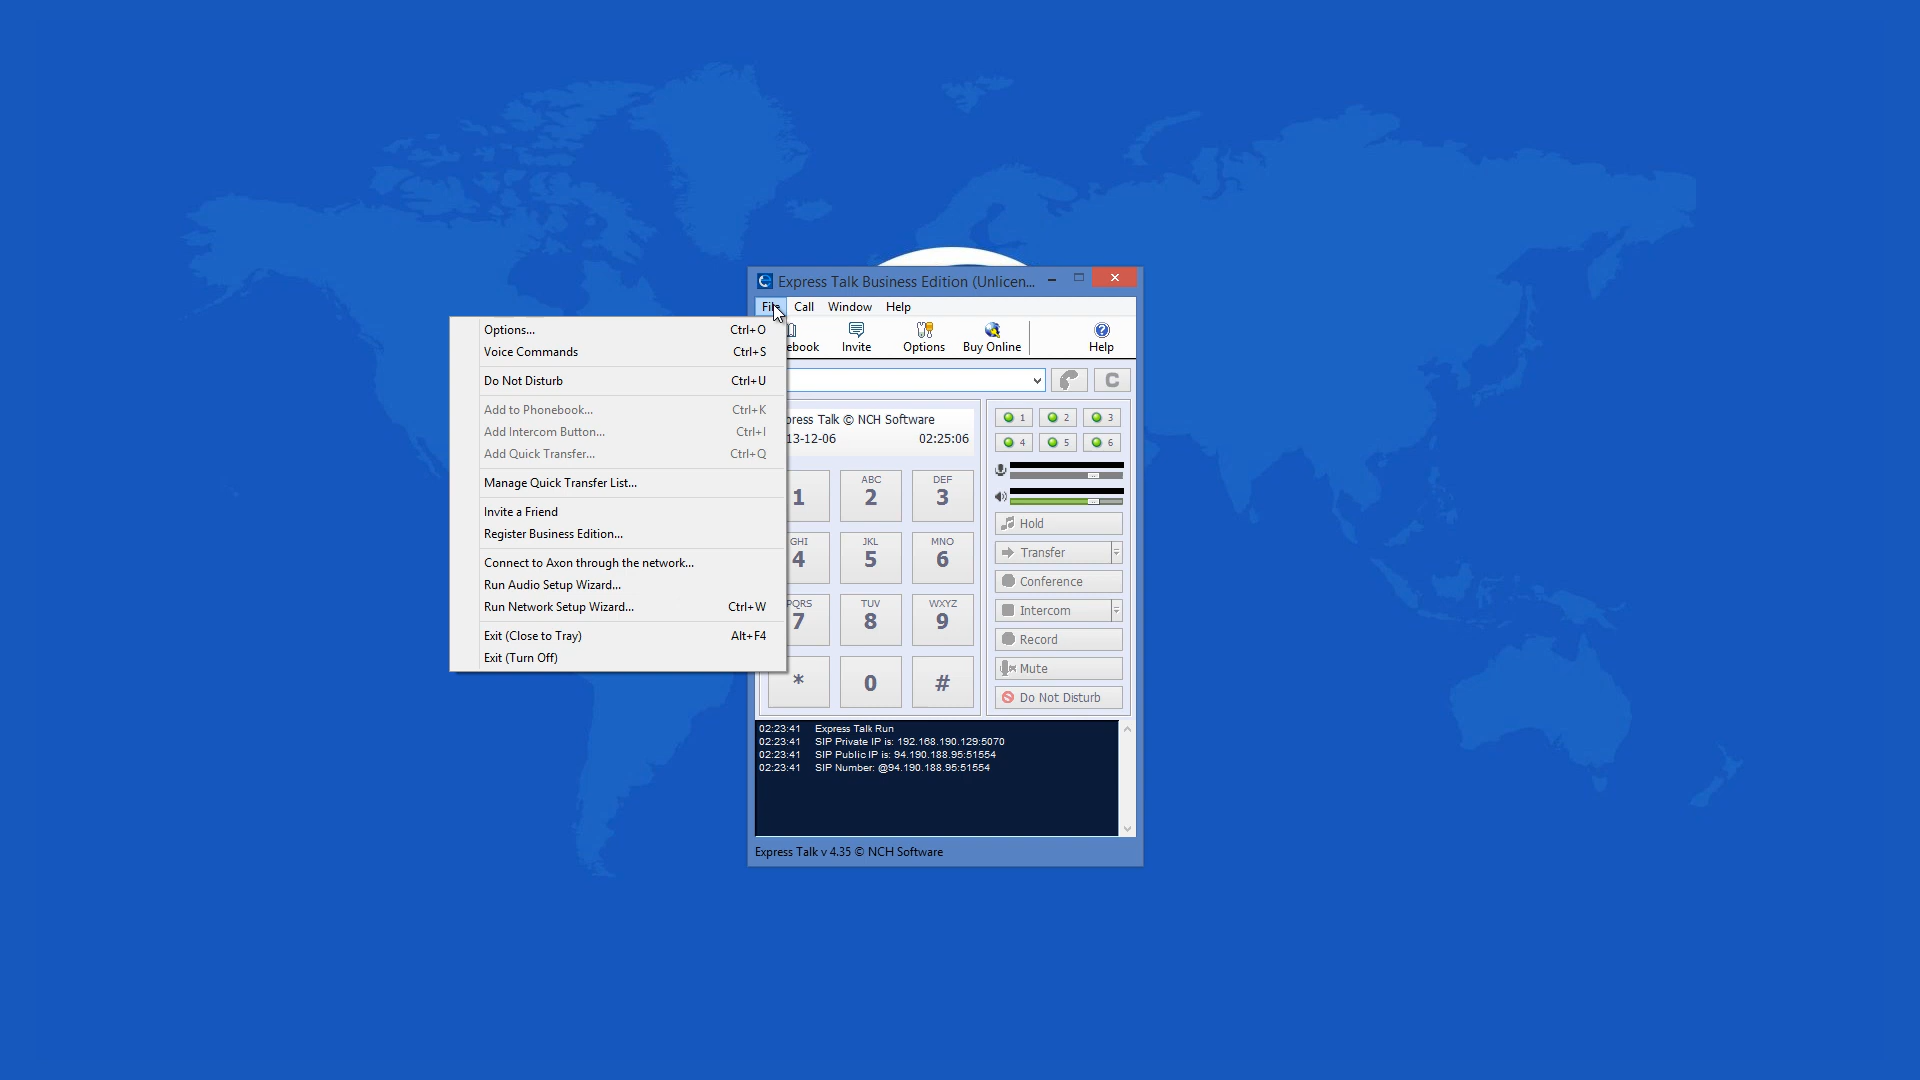 Express Talk Business Edition (Unlicen...
File Call Window Help
Options... Ctrl+O
Voice Commands Ctrl+S
Do Not Disturb Ctrl+U
Add to Phonebook... Ctrl+K
Add Intercom Button... Ctrl+I
Add Quick Transfer... Ctrl+Q
Manage Quick Transfer List...
Invite a Friend
Register Business Edition...
Connect to Axon through the network...
Run Audio Setup Wizard...
Run Network Setup Wizard... Ctrl+W
Exit (Close to Tray) Alt+F4
Exit (Turn Off)
ebook Invite Options Buy Online Help
C
press Talk © NCH Software
13-12-06 02:25:06
1 2 3
4 5 6
1
ABC
2
DEF
3
GHI
4
JKL
5
MNO
6
PQRS
7
TUV
8
WXYZ
9
*
0
#
Hold
Transfer
Conference
Intercom
Record
Mute
Do Not Disturb
02:23:41 Express Talk Run
02:23:41 SIP Private IP is: 192.168.190.129:5070
02:23:41 SIP Public IP is: 94.190.188.95:51554
02:23:41 SIP Number: @94.190.188.95:51554
Express Talk v 4.35 © NCH Software